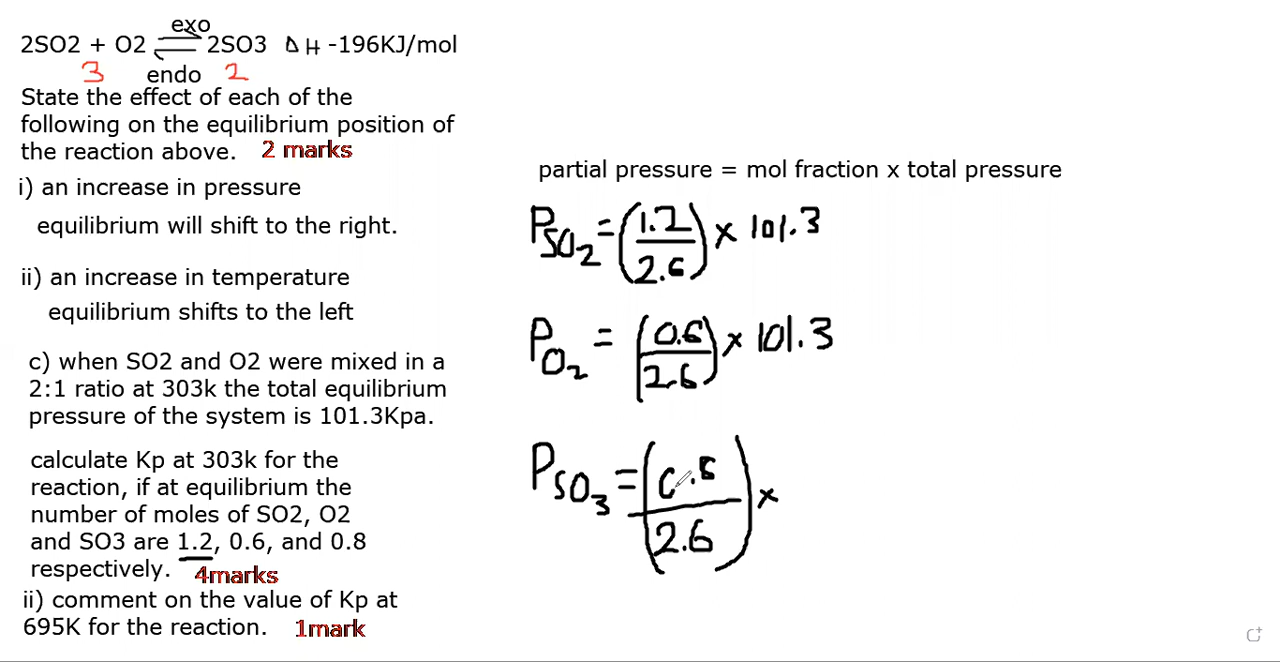 exo
2SO2 + O2 ⇌ 2SO3 Δ H -196KJ/mol
3 endo 2
State the effect of each of the
following on the equilibrium position of
the reaction above. 2 marks
i) an increase in pressure
equilibrium will shift to the right.
ii) an increase in temperature
equilibrium shifts to the left
c) when SO2 and O2 were mixed in a
2:1 ratio at 303k the total equilibrium
pressure of the system is 101.3Kpa.
calculate Kp at 303k for the
reaction, if at equilibrium the
number of moles of SO2, O2
and SO3 are 1.2, 0.6, and 0.8
respectively. 4marks
ii) comment on the value of Kp at
695K for the reaction. 1mark
partial pressure = mol fraction x total pressure
P_SO2 = (1.2/2.6) x 101.3
P_O2 = (0.6/2.6) x 101.3
P_SO3 = (0.8/2.6) x